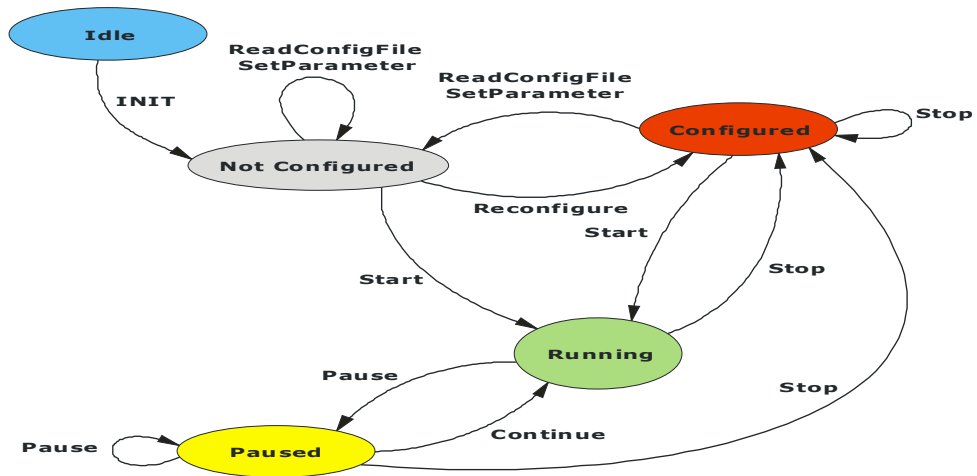 Idle
ReadConfigFile
SetParameter
ReadConfigFile
SetParameter
INIT
Stop
Configured
Not Configured
Reconfigure
Start
Stop
Start
Running
Pause
Stop
Continue
Pause
Paused